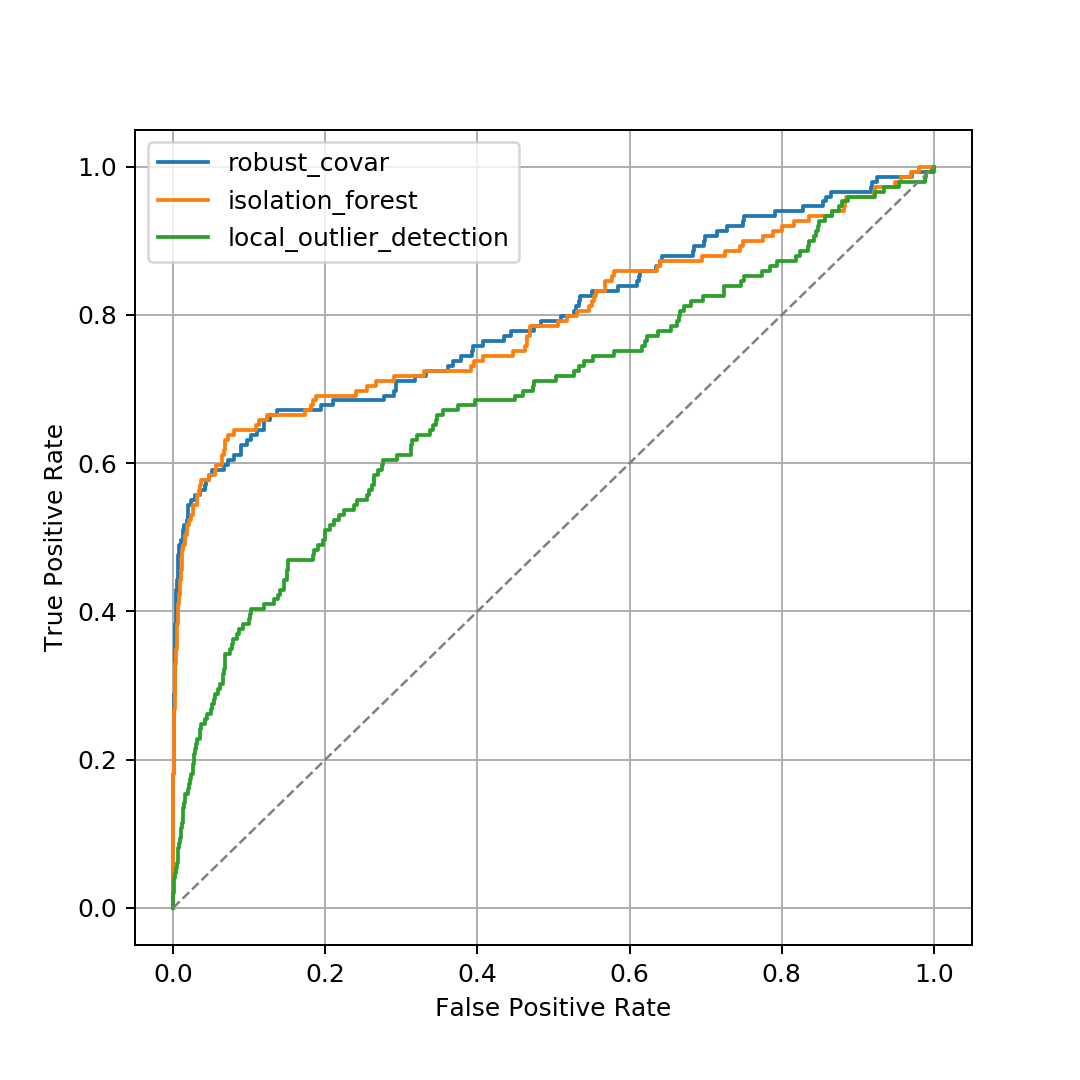 robust_covar
isolation_forest
local_outlier_detection
1.0
0.8
0.6
0.4
0.2
0.0
True Positive Rate
0.0 0.2 0.4 0.6 0.8 1.0
False Positive Rate